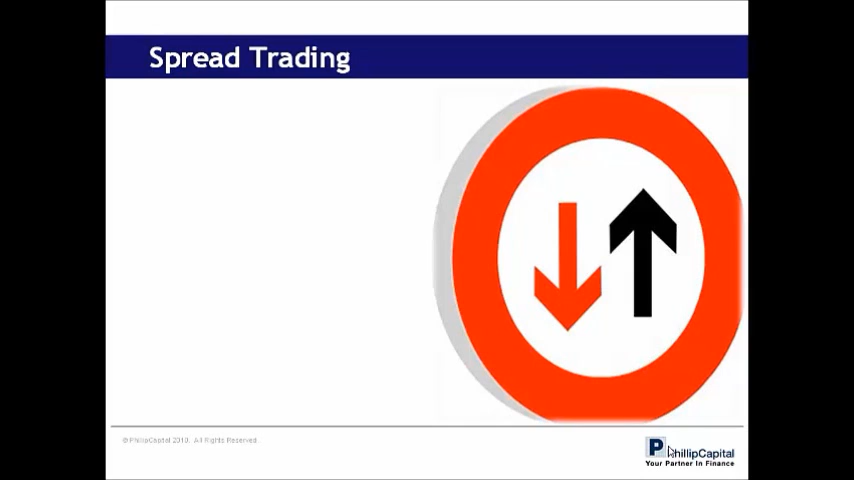 Spread Trading
© PhillipCapital 2010. All Rights Reserved.
PhillipCapital
Your Partner In Finance